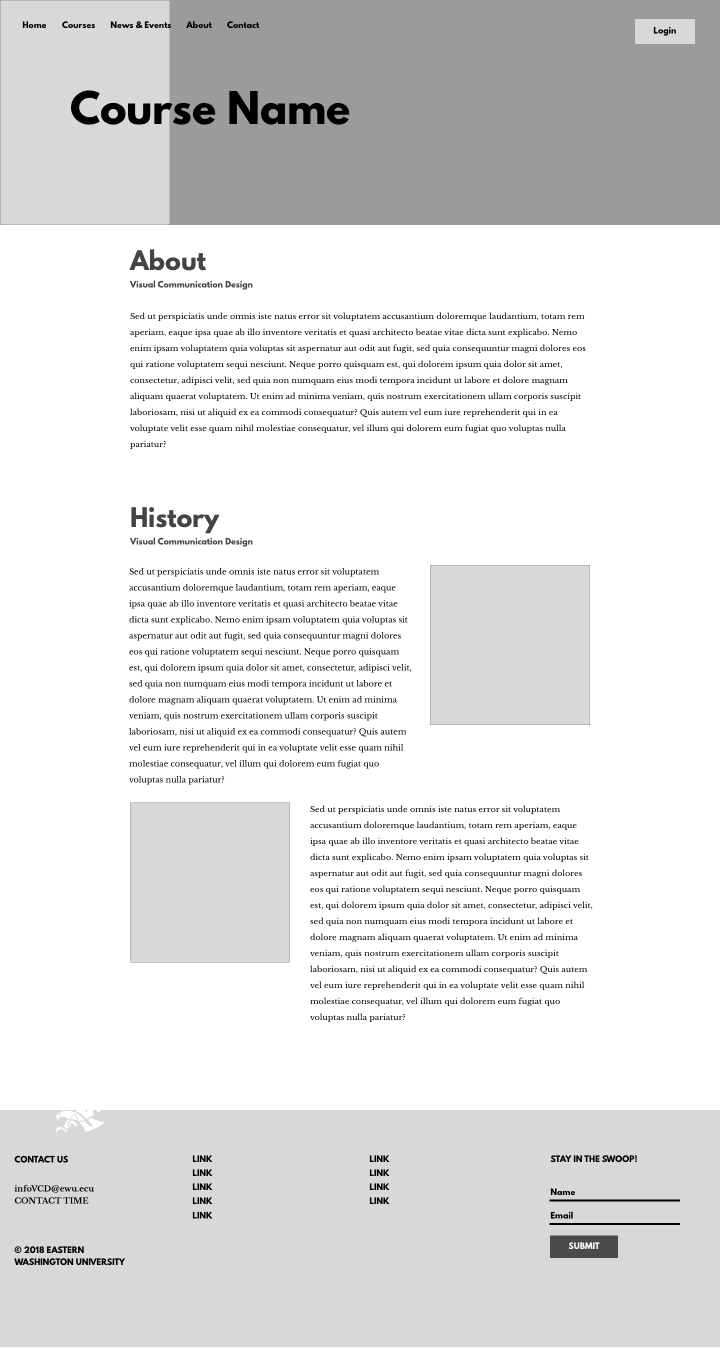 Home Courses News & Events About Contact
Login
Course Name
About
Visual Communication Design
Sed ut perspiciatis unde omnis iste natus error sit voluptatem accusantium doloremque laudantium, totam rem
aperiam, eaque ipsa quae ab illo inventore veritatis et quasi architecto beatae vitae dicta sunt explicabo. Nemo
enim ipsam voluptatem quia voluptas sit aspernatur aut odit aut fugit, sed quia consequuntur magni dolores eos
qui ratione voluptatem sequi nesciunt. Neque porro quisquam est, qui dolorem ipsum quia dolor sit amet,
consectetur, adipisci velit, sed quia non numquam eius modi tempora incidunt ut labore et dolore magnam
aliquam quaerat voluptatem. Ut enim ad minima veniam, quis nostrum exercitationem ullam corporis suscipit
laboriosam, nisi ut aliquid ex ea commodi consequatur? Quis autem vel eum iure reprehenderit qui in ea
voluptate velit esse quam nihil molestiae consequatur, vel illum qui dolorem eum fugiat quo voluptas nulla
pariatur?
History
Visual Communication Design
Sed ut perspiciatis unde omnis iste natus error sit voluptatem
accusantium doloremque laudantium, totam rem aperiam, eaque
ipsa quae ab illo inventore veritatis et quasi architecto beatae vitae
dicta sunt explicabo. Nemo enim ipsam voluptatem quia voluptas sit
aspernatur aut odit aut fugit, sed quia consequuntur magni dolores
eos qui ratione voluptatem sequi nesciunt. Neque porro quisquam
est, qui dolorem ipsum quia dolor sit amet, consectetur, adipisci velit,
sed quia non numquam eius modi tempora incidunt ut labore et
dolore magnam aliquam quaerat voluptatem. Ut enim ad minima
veniam, quis nostrum exercitationem ullam corporis suscipit
laboriosam, nisi ut aliquid ex ea commodi consequatur? Quis autem
vel eum iure reprehenderit qui in ea voluptate velit esse quam nihil
molestiae consequatur, vel illum qui dolorem eum fugiat quo
voluptas nulla pariatur?
Sed ut perspiciatis unde omnis iste natus error sit voluptatem
accusantium doloremque laudantium, totam rem aperiam, eaque
ipsa quae ab illo inventore veritatis et quasi architecto beatae vitae
dicta sunt explicabo. Nemo enim ipsam voluptatem quia voluptas sit
aspernatur aut odit aut fugit, sed quia consequuntur magni dolores
eos qui ratione voluptatem sequi nesciunt. Neque porro quisquam
est, qui dolorem ipsum quia dolor sit amet, consectetur, adipisci velit,
sed quia non numquam eius modi tempora incidunt ut labore et
dolore magnam aliquam quaerat voluptatem. Ut enim ad minima
veniam, quis nostrum exercitationem ullam corporis suscipit
laboriosam, nisi ut aliquid ex ea commodi consequatur? Quis autem
vel eum iure reprehenderit qui in ea voluptate velit esse quam nihil
molestiae consequatur, vel illum qui dolorem eum fugiat quo
voluptas nulla pariatur?
CONTACT US
infoVCD@ewu.ecu
CONTACT TIME
© 2018 EASTERN
WASHINGTON UNIVERSITY
LINK
LINK
LINK
LINK
LINK
LINK
LINK
LINK
LINK
STAY IN THE SWOOP!
Name
Email
SUBMIT